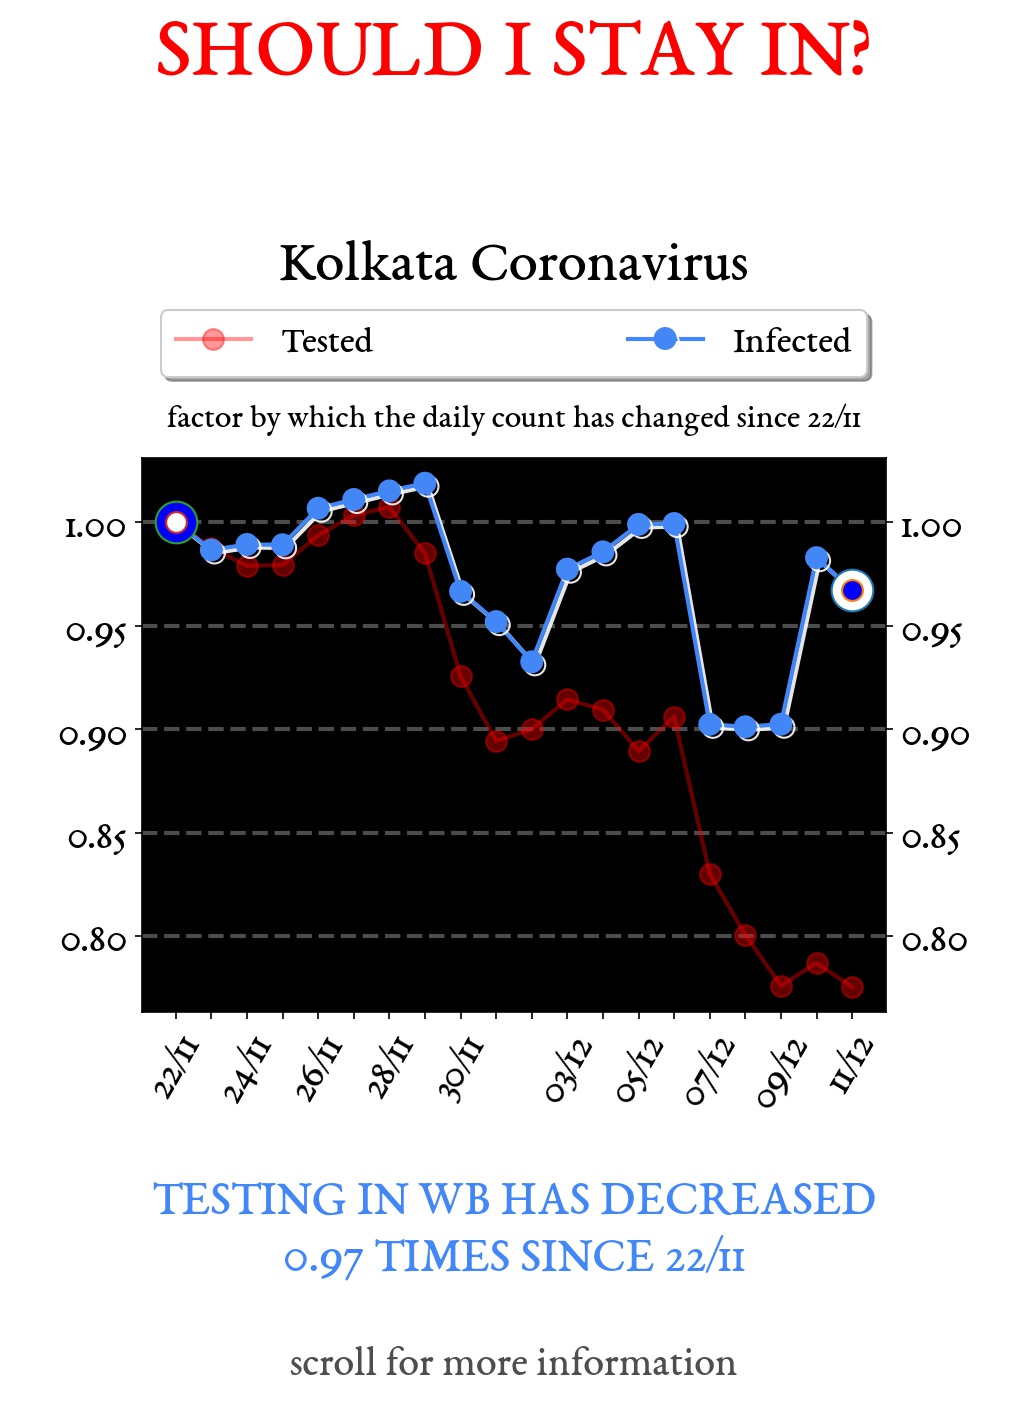 SHOULD I STAY IN?
Kolkata Coronavirus
Tested Infected
factor by which the daily count has changed since 22/11
1.00 1.00
0.95 0.95
0.90 0.90
0.85 0.85
0.80 0.80
22/11 24/11 26/11 28/11 30/11 03/12 05/12 07/12 09/12 11/12
TESTING IN WB HAS DECREASED
0.97 TIMES SINCE 22/11
scroll for more information